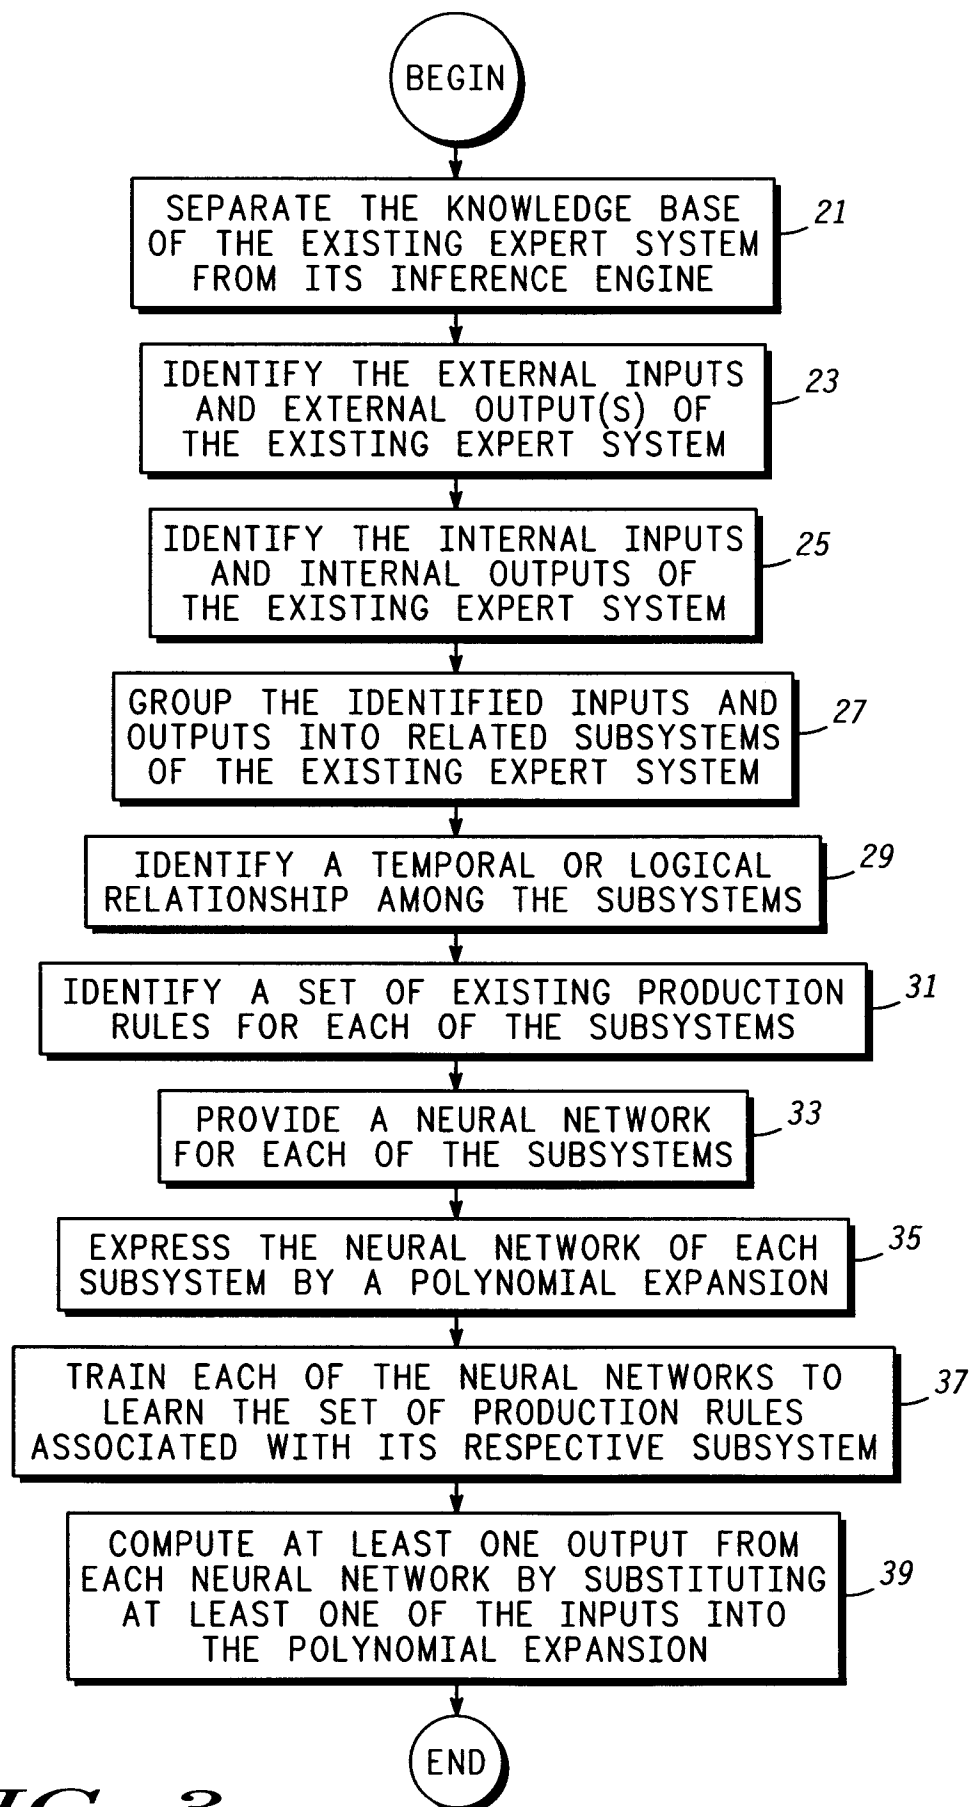 BEGIN
SEPARATE THE KNOWLEDGE BASE
OF THE EXISTING EXPERT SYSTEM
FROM ITS INFERENCE ENGINE
21
IDENTIFY THE EXTERNAL INPUTS
AND EXTERNAL OUTPUT(S) OF
THE EXISTING EXPERT SYSTEM
23
IDENTIFY THE INTERNAL INPUTS
AND INTERNAL OUTPUTS OF
THE EXISTING EXPERT SYSTEM
25
GROUP THE IDENTIFIED INPUTS AND
OUTPUTS INTO RELATED SUBSYSTEMS
OF THE EXISTING EXPERT SYSTEM
27
IDENTIFY A TEMPORAL OR LOGICAL
RELATIONSHIP AMONG THE SUBSYSTEMS
29
IDENTIFY A SET OF EXISTING PRODUCTION
RULES FOR EACH OF THE SUBSYSTEMS
31
PROVIDE A NEURAL NETWORK
FOR EACH OF THE SUBSYSTEMS
33
EXPRESS THE NEURAL NETWORK OF EACH
SUBSYSTEM BY A POLYNOMIAL EXPANSION
35
TRAIN EACH OF THE NEURAL NETWORKS TO
LEARN THE SET OF PRODUCTION RULES
ASSOCIATED WITH ITS RESPECTIVE SUBSYSTEM
37
COMPUTE AT LEAST ONE OUTPUT FROM
EACH NEURAL NETWORK BY SUBSTITUTING
AT LEAST ONE OF THE INPUTS INTO
THE POLYNOMIAL EXPANSION
39
END